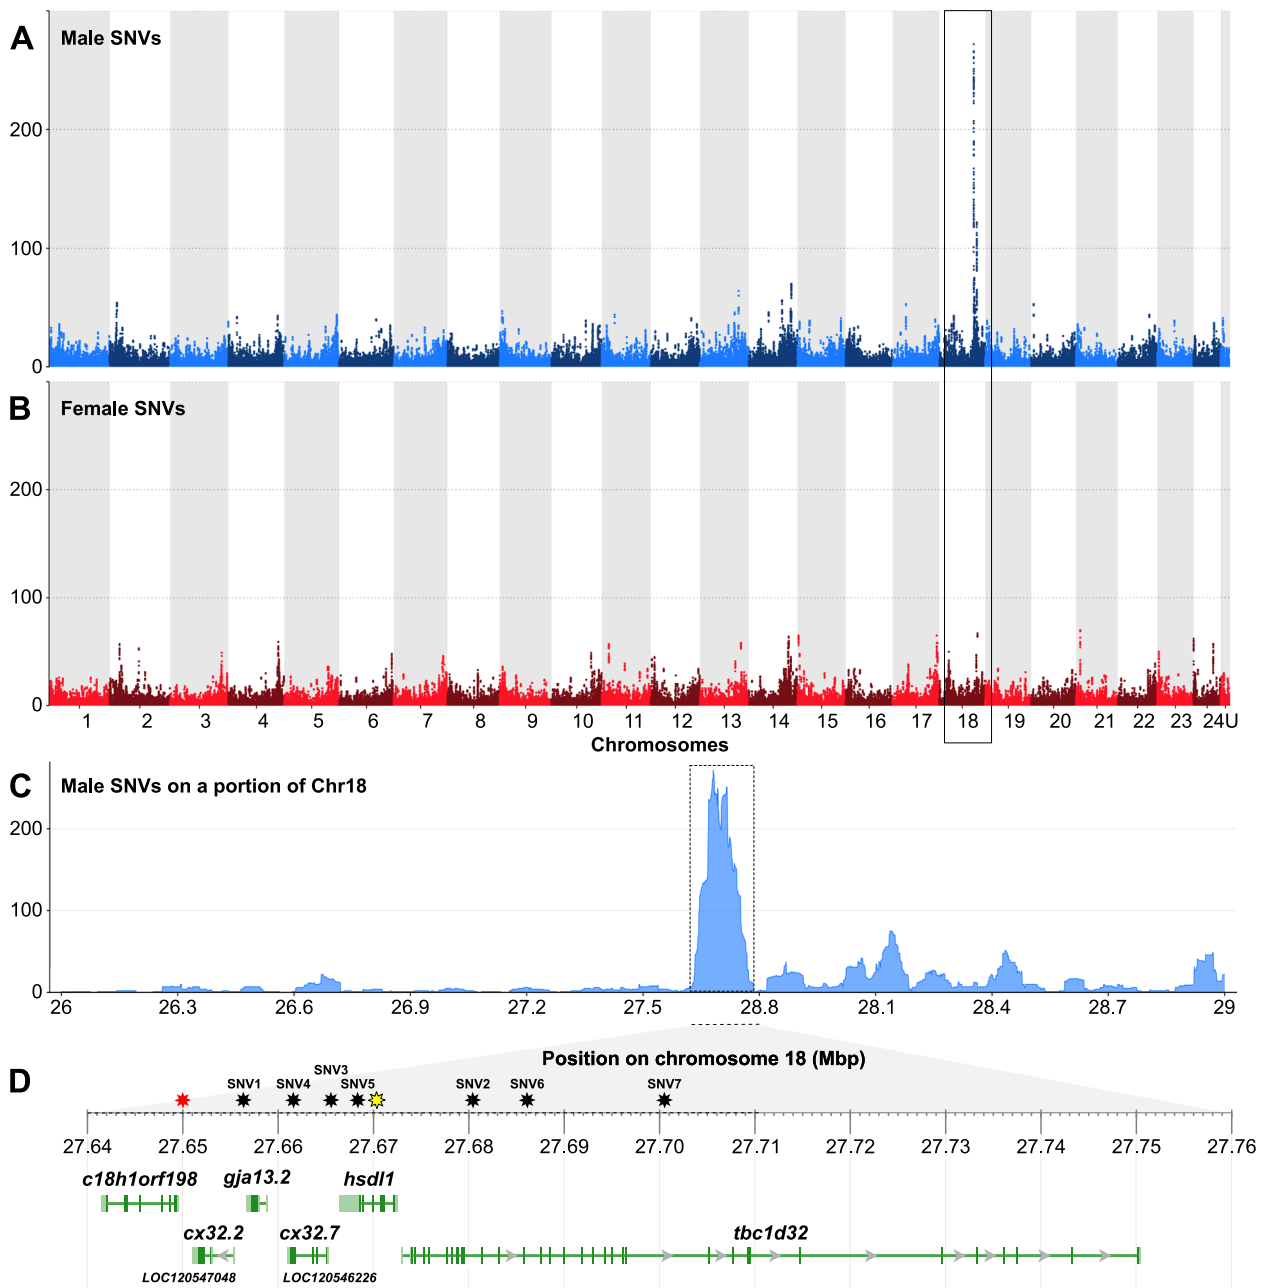 A
Male SNVs
200
100
0
B
Female SNVs
200
100
0
1 2 3 4 5 6 7 8 9 10 11 12 13 14 15 16 17 18 19 20 21 22 23 24U
Chromosomes
C
Male SNVs on a portion of Chr18
200
100
0
26 26.3 26.6 26.9 27.2 27.5 28.8 28.1 28.4 28.7 29
Position on chromosome 18 (Mbp)
D
SNV3
SNV1 SNV4 SNV5 SNV2 SNV6 SNV7
27.64 27.65 27.66 27.67 27.68 27.69 27.70 27.71 27.72 27.73 27.74 27.75 27.76
c18h1orf198 gja13.2 hsdl1
cx32.2 cx32.7 tbc1d32
LOC120547048 LOC120546226